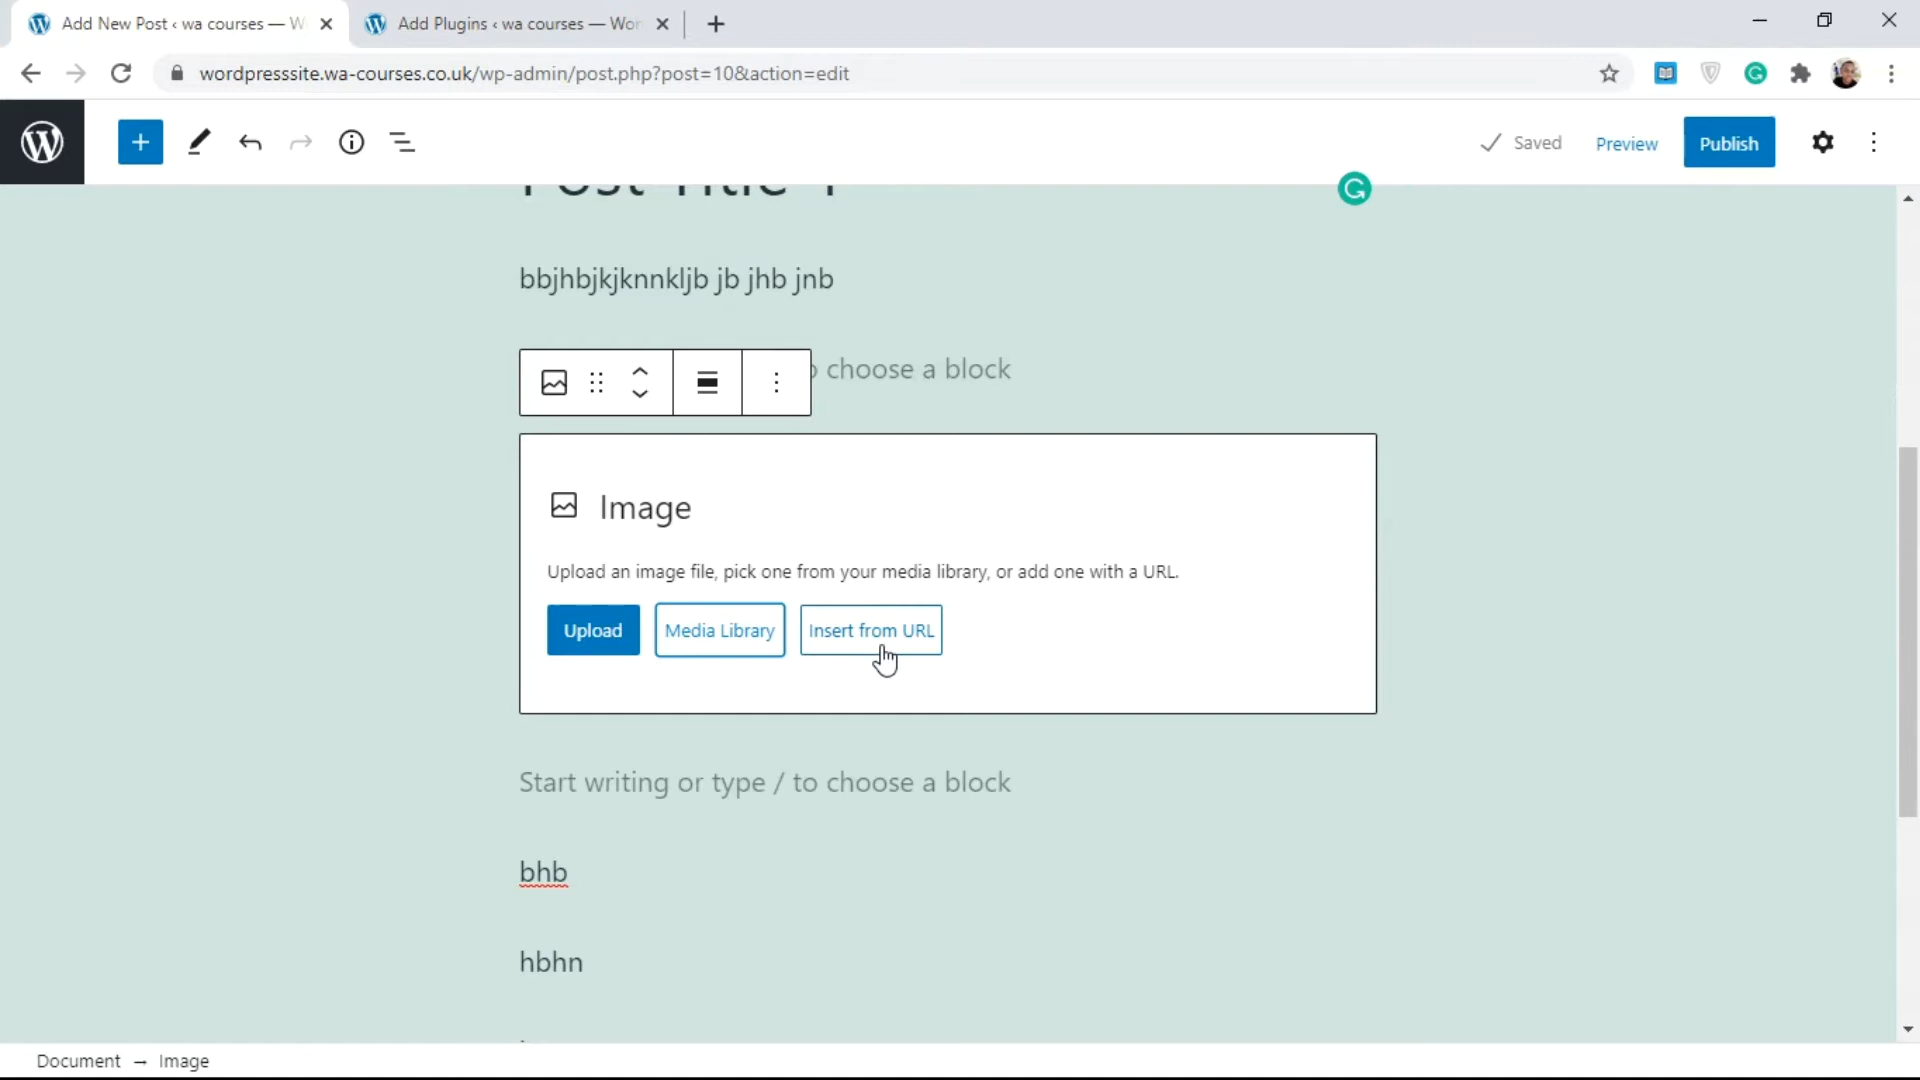 Add New Post ‹ wa courses — W
Add Plugins ‹ wa courses — Wor
wordpresssite.wa-courses.co.uk/wp-admin/post.php?post=10&action=edit
Saved
Preview
Publish
Post Title 1
bbjhbjkjknnkljb jb jhb jnb
choose a block
Image
Upload an image file, pick one from your media library, or add one with a URL.
Upload
Media Library
Insert from URL
Start writing or type / to choose a block
bhb
hbhn
Document → Image